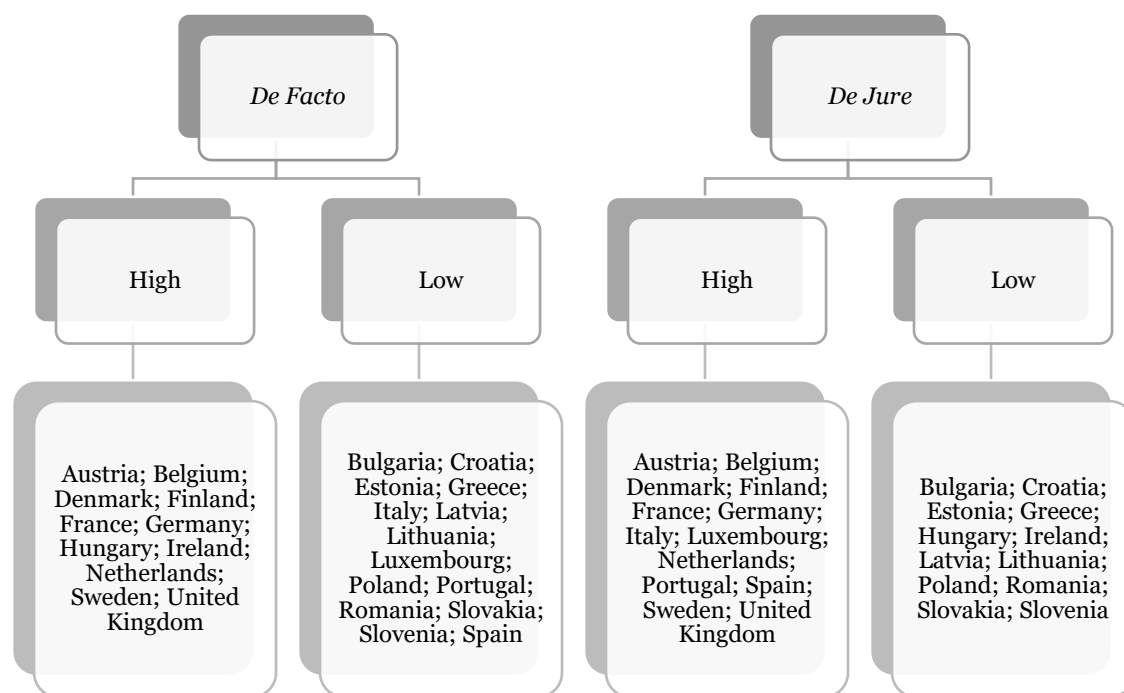 De Facto
De Jure
High
Low
High
Low
Austria; Belgium;
Denmark; Finland;
France; Germany;
Hungary; Ireland;
Netherlands;
Sweden; United
Kingdom
Bulgaria; Croatia;
Estonia; Greece;
Italy; Latvia;
Lithuania;
Luxembourg;
Poland; Portugal;
Romania; Slovakia;
Slovenia; Spain
Austria; Belgium;
Denmark; Finland;
France; Germany;
Italy; Luxembourg;
Netherlands;
Portugal; Spain;
Sweden; United
Kingdom
Bulgaria; Croatia;
Estonia; Greece;
Hungary; Ireland;
Latvia; Lithuania;
Poland; Romania;
Slovakia; Slovenia